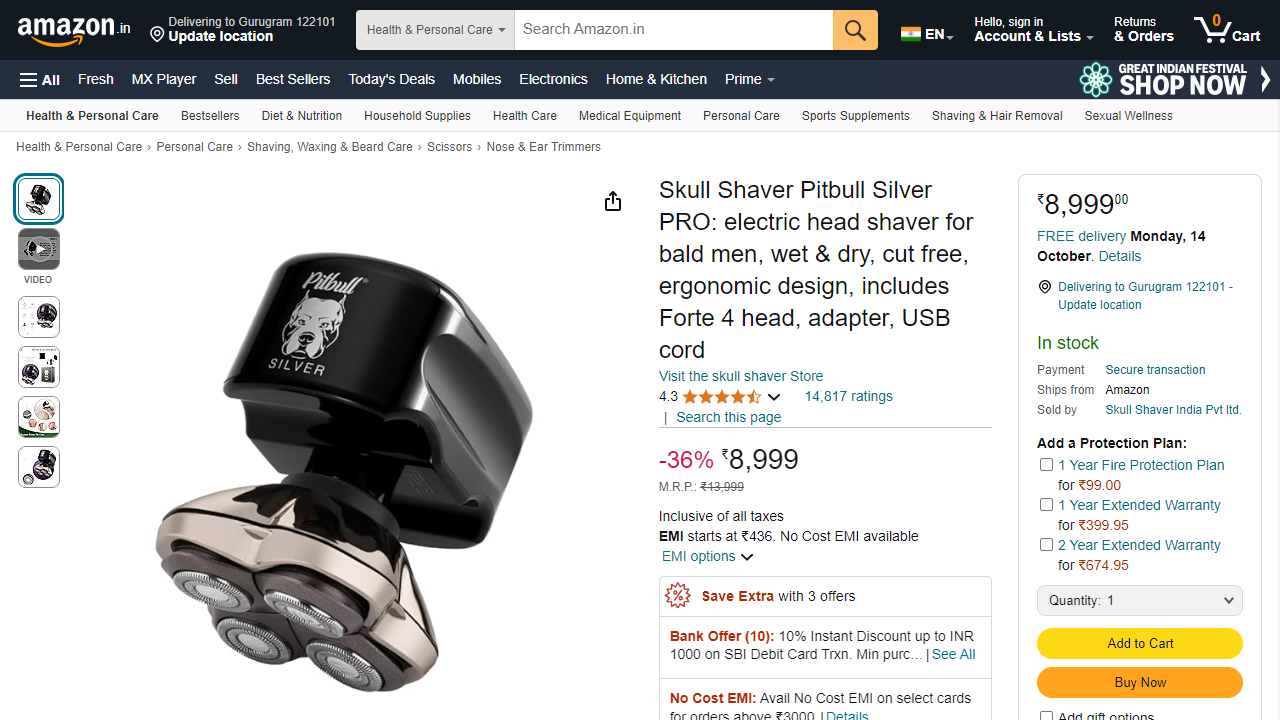 amazon.in
Delivering to Gurugram 122101
Update location
Health & Personal Care
Search Amazon.in
EN
Hello, sign in
Account & Lists
Returns
& Orders
0
Cart
All
Fresh
MX Player
Sell
Best Sellers
Today's Deals
Mobiles
Electronics
Home & Kitchen
Prime
GREAT INDIAN FESTIVAL
SHOP NOW
Health & Personal Care
Bestsellers
Diet & Nutrition
Household Supplies
Health Care
Medical Equipment
Personal Care
Sports Supplements
Shaving & Hair Removal
Sexual Wellness
Health & Personal Care › Personal Care › Shaving, Waxing & Beard Care › Scissors › Nose & Ear Trimmers
VIDEO
Pitbull®
SILVER
Skull Shaver Pitbull Silver
PRO: electric head shaver for
bald men, wet & dry, cut free,
ergonomic design, includes
Forte 4 head, adapter, USB
cord
Visit the skull shaver Store
4.3
14,817 ratings
| Search this page
-36% ₹8,999
M.R.P.: ₹13,999
Inclusive of all taxes
EMI starts at ₹436. No Cost EMI available
EMI options
Save Extra with 3 offers
Bank Offer (10): 10% Instant Discount up to INR
1000 on SBI Debit Card Trxn. Min purc… | See All
No Cost EMI: Avail No Cost EMI on select cards
for orders above ₹3000 | Details
₹8,99900
FREE delivery Monday, 14
October. Details
Delivering to Gurugram 122101 -
Update location
In stock
Payment Secure transaction
Ships from Amazon
Sold by Skull Shaver India Pvt ltd.
Add a Protection Plan:
1 Year Fire Protection Plan
for ₹99.00
1 Year Extended Warranty
for ₹399.95
2 Year Extended Warranty
for ₹674.95
Quantity: 1
Add to Cart
Buy Now
Add gift options